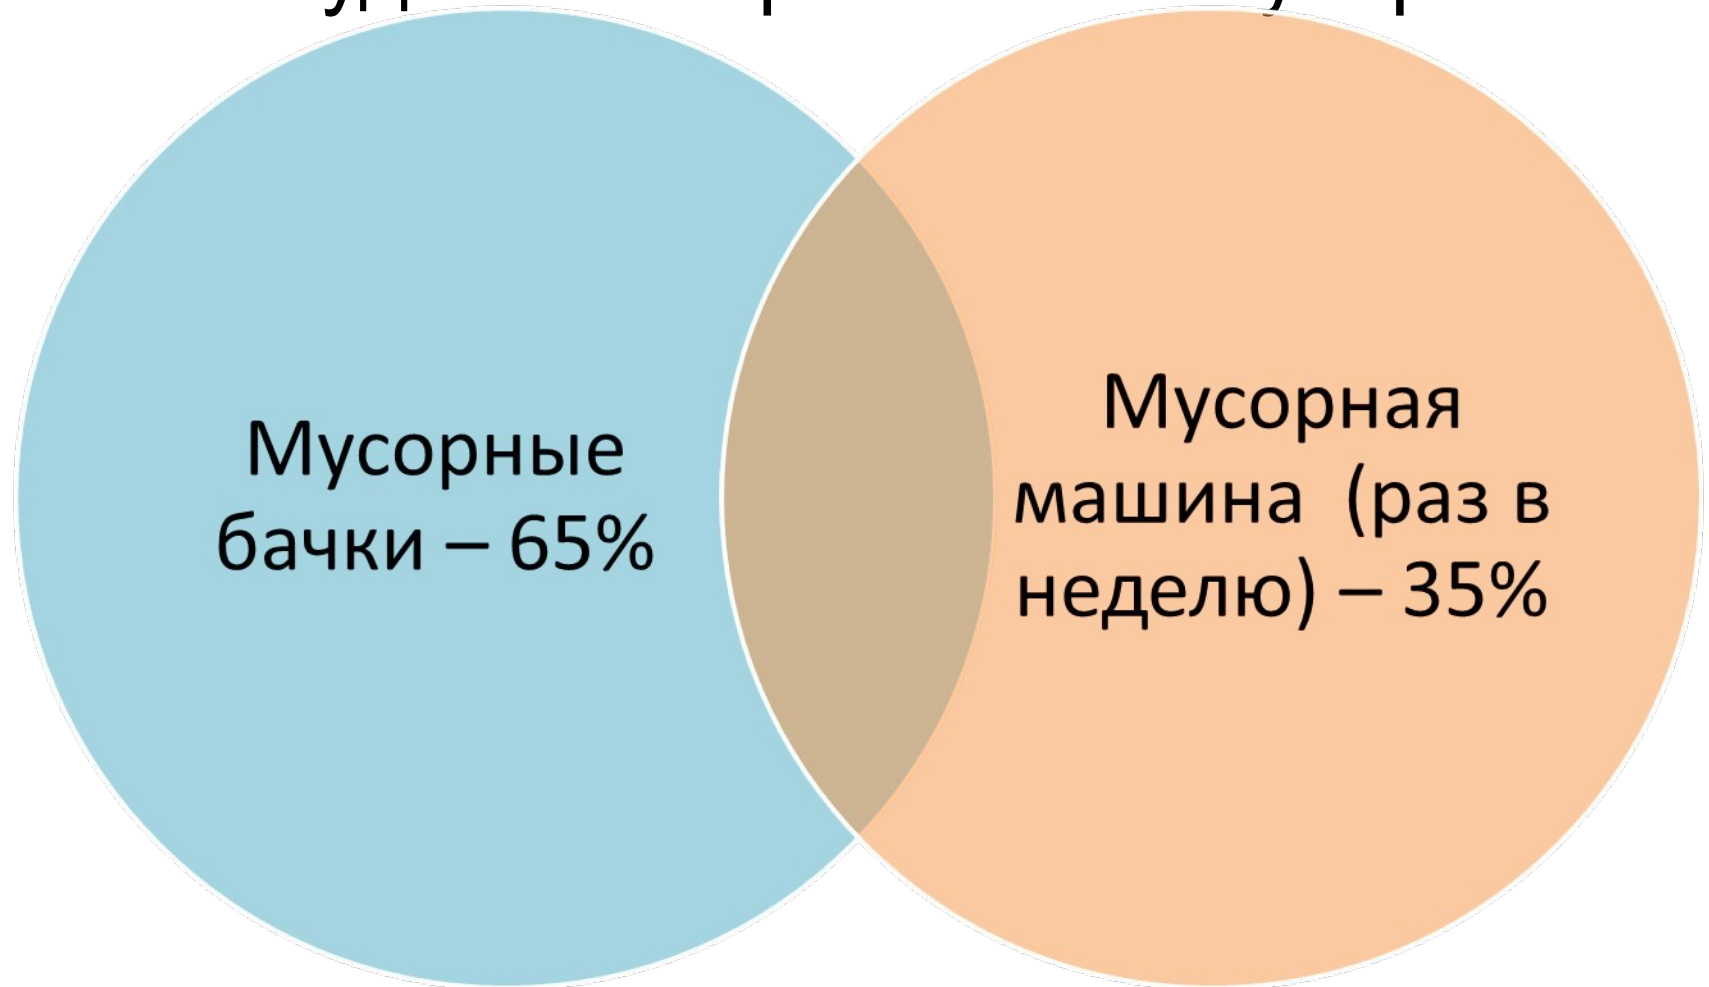 Мусорные
бачки – 65%
Мусорная
машина  (раз в
неделю) – 35%